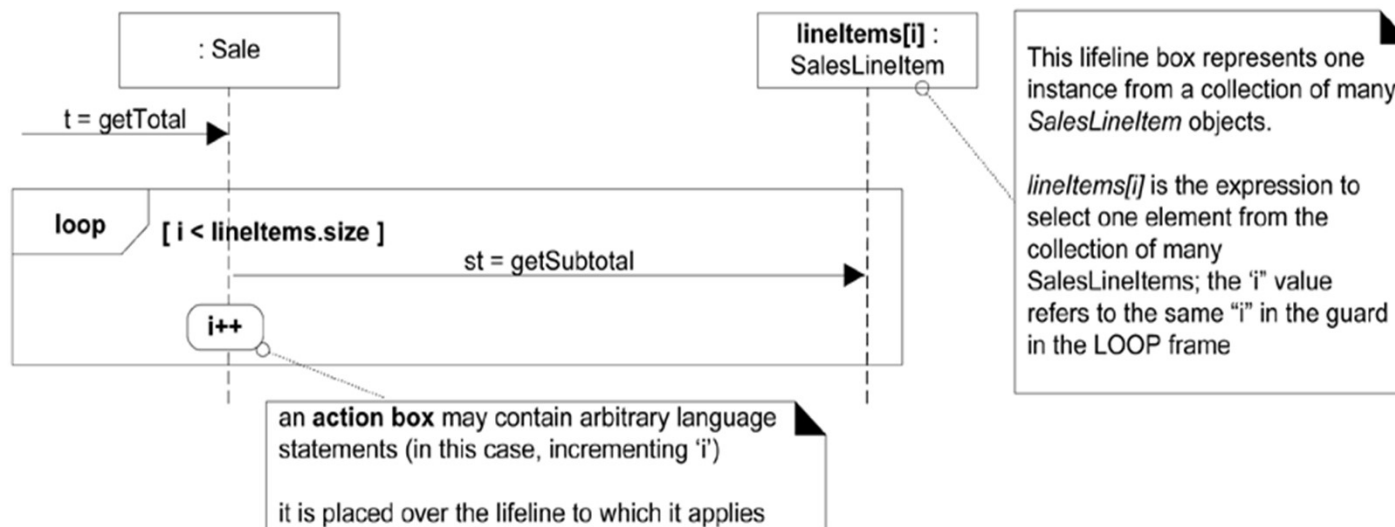 : Sale
lineItems[i] :
SalesLineItem
t = getTotal
loop
[ i < lineItems.size ]
st = getSubtotal
i++
This lifeline box represents one
instance from a collection of many
SalesLineItem objects.
lineItems[i] is the expression to
select one element from the
collection of many
SalesLineItems; the ‘i” value
refers to the same “i” in the guard
in the LOOP frame
an action box may contain arbitrary language
statements (in this case, incrementing ‘i’)
it is placed over the lifeline to which it applies